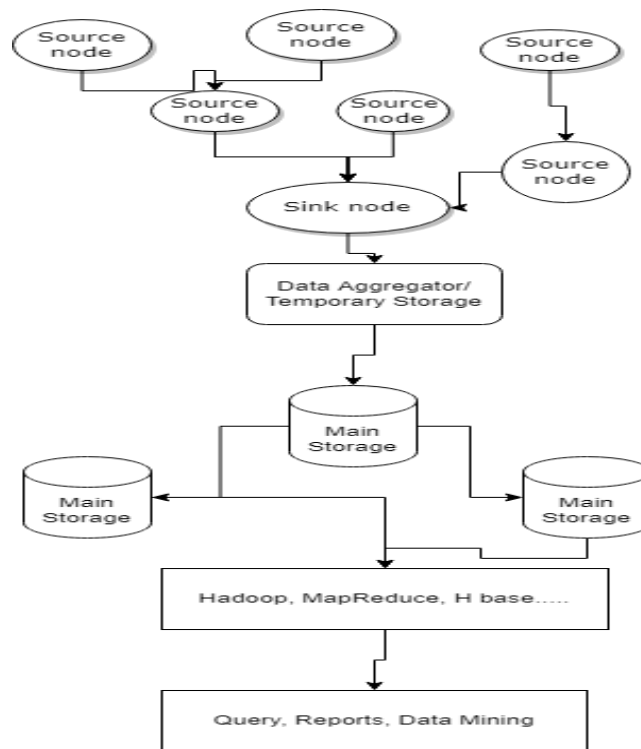 Source
node
Source
node
Source
node
Source
node
Source
node
Source
node
Sink node
Data Aggregator/
Temporary Storage
Main
Storage
Main
Storage
Main
Storage
Hadoop, MapReduce, H base.....
Query, Reports, Data Mining